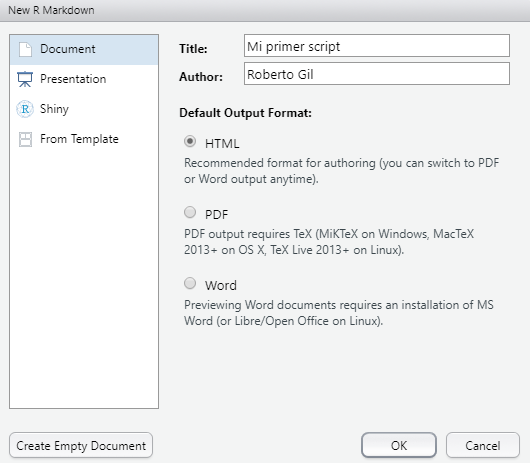 New R Markdown
Document
Presentation
Shiny
From Template
Title: Mi primer script
Author: Roberto Gil
Default Output Format:
HTML
Recommended format for authoring (you can switch to PDF
or Word output anytime).
PDF
PDF output requires TeX (MiKTeX on Windows, MacTeX
2013+ on OS X, TeX Live 2013+ on Linux).
Word
Previewing Word documents requires an installation of MS
Word (or Libre/Open Office on Linux).
Create Empty Document
OK
Cancel